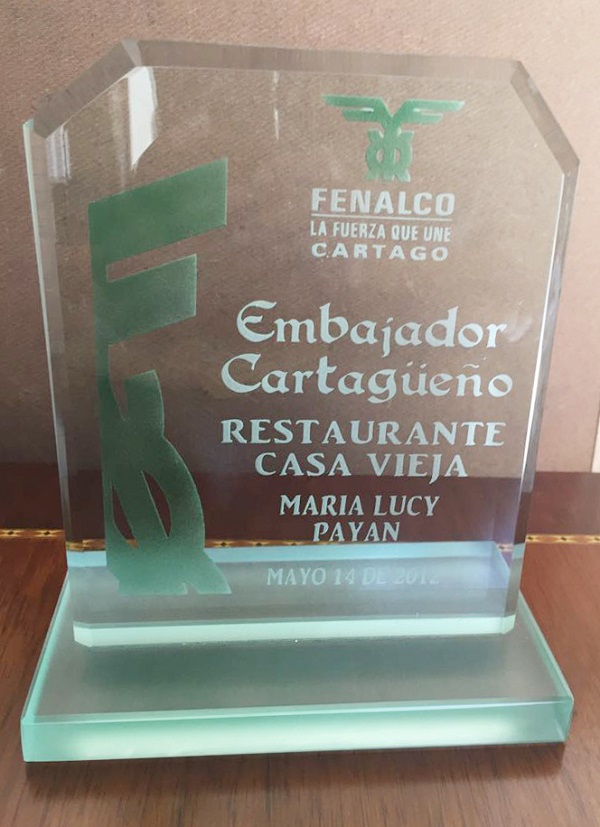 FENALCO
LA FUERZA QUE UNE
CARTAGO
Embajador
Cartagüeño
RESTAURANTE
CASA VIEJA
MARIA LUCY
PAYAN
MAYO 14 DE 2012